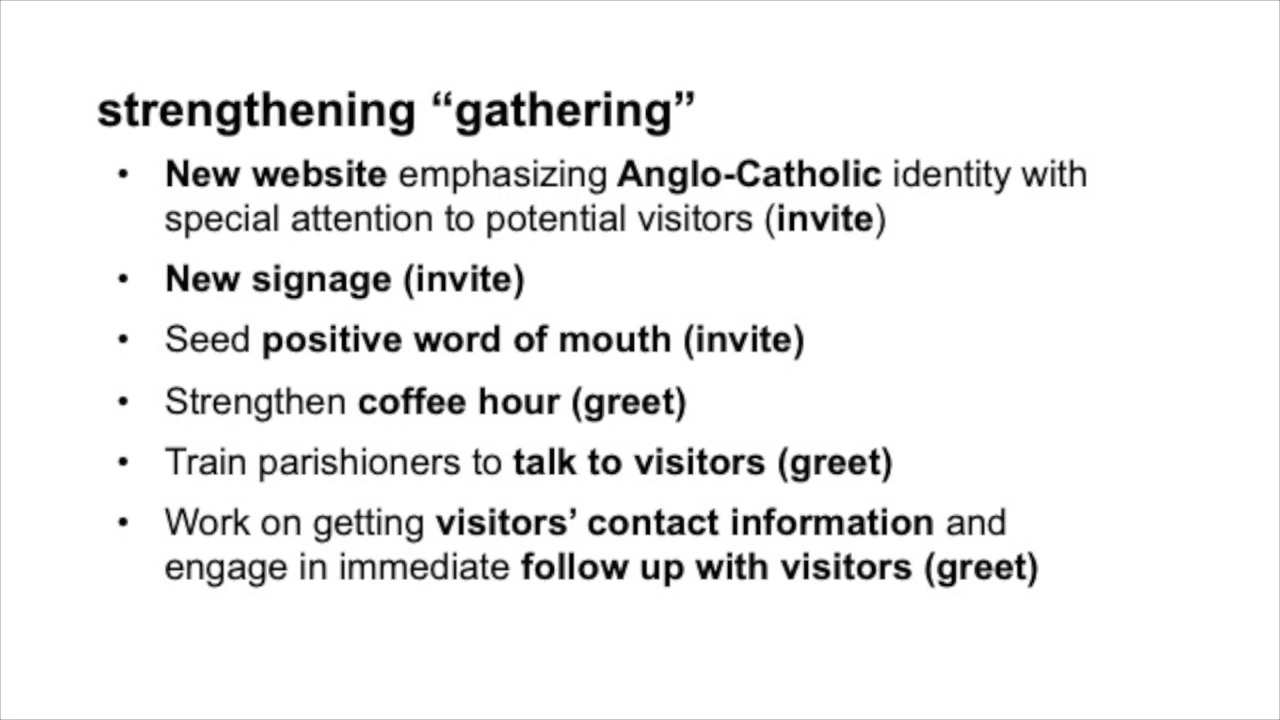 strengthening “gathering”
• New website emphasizing Anglo-Catholic identity with
special attention to potential visitors (invite)
• New signage (invite)
• Seed positive word of mouth (invite)
• Strengthen coffee hour (greet)
• Train parishioners to talk to visitors (greet)
• Work on getting visitors’ contact information and
engage in immediate follow up with visitors (greet)